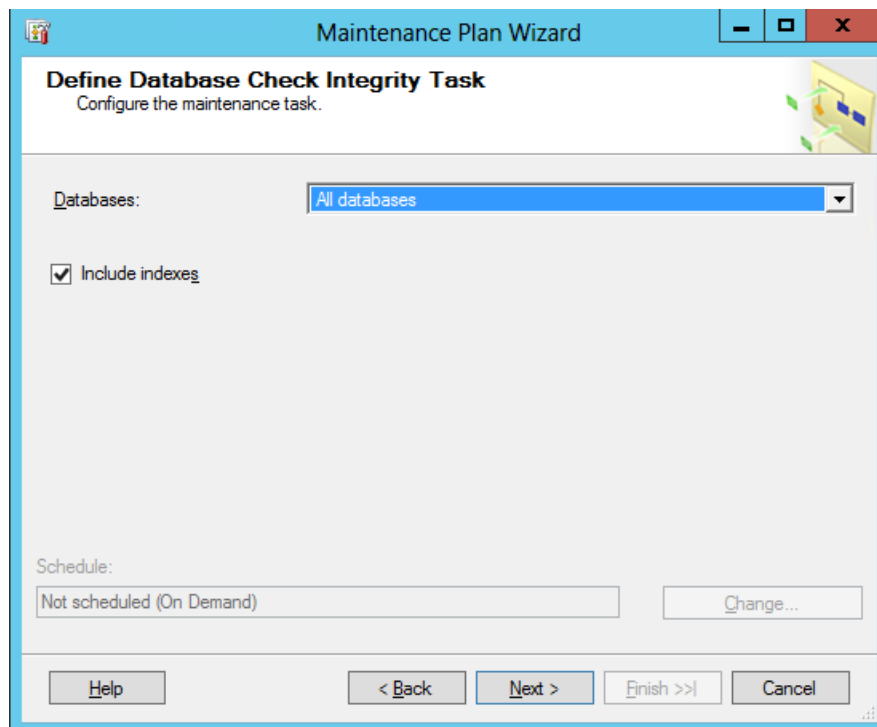 Maintenance Plan Wizard
Define Database Check Integrity Task
Configure the maintenance task.
Databases:
All databases
Include indexes
Schedule:
Not scheduled (On Demand)
Change...
Help
< Back
Next >
Finish >>|
Cancel